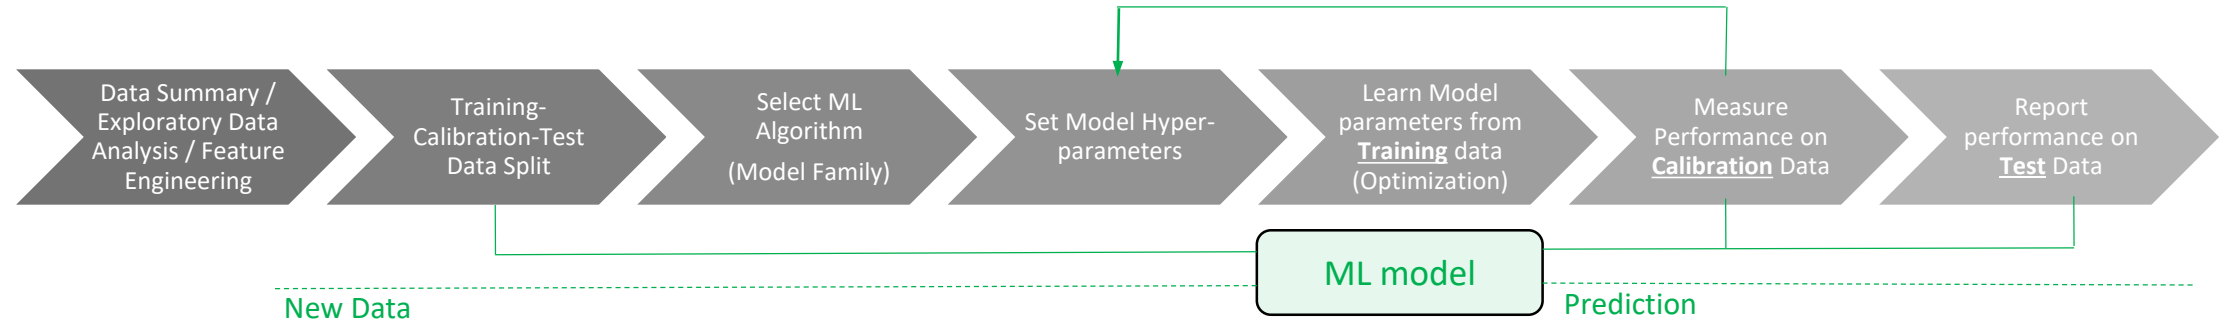 Data Summary /
Exploratory Data
Analysis / Feature
Engineering
Training-
Calibration-Test
Data Split
Select ML
Algorithm
(Model Family)
Set Model Hyper-
parameters
Learn Model
parameters from
Training data
(Optimization)
Measure
Performance on
Calibration Data
Report
performance on
Test Data
ML model
New Data
Prediction